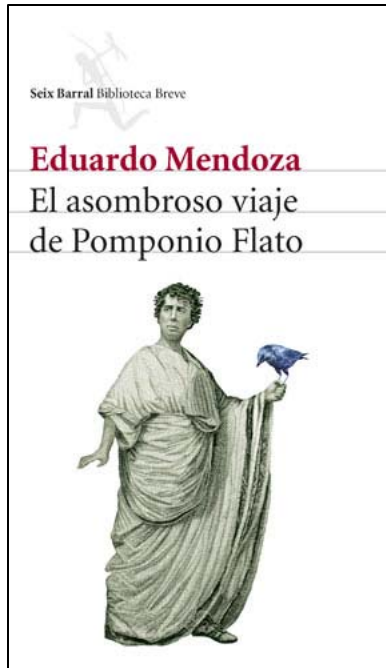 Seix Barral Biblioteca Breve
Eduardo Mendoza
El asombroso viaje
de Pomponio Flato